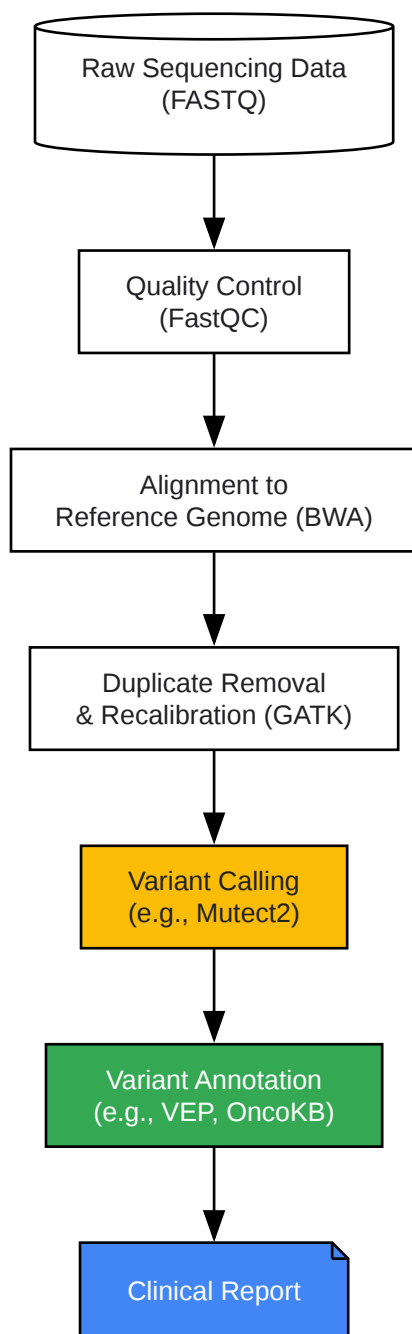 Raw Sequencing Data
(FASTQ)
Quality Control
(FastQC)
Alignment to
Reference Genome (BWA)
Duplicate Removal
& Recalibration (GATK)
Variant Calling
(e.g., Mutect2)
Variant Annotation
(e.g., VEP, OncoKB)
Clinical Report